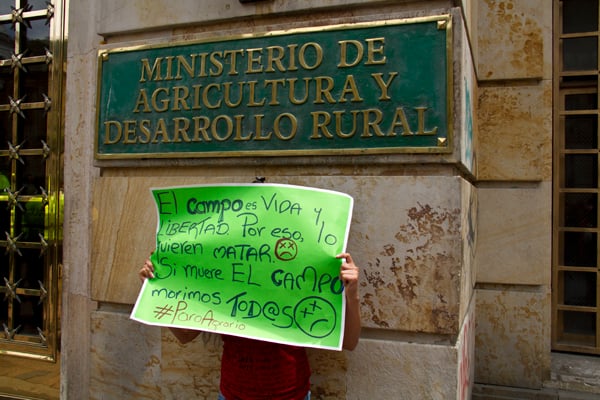 MINISTERIO DE
AGRICULTURA Y
DESARROLLO RURAL
El campo es VIDA y
LIBERTAD. Por eso, lo
quieren MATAR
Si muere EL CAMPO
morimos TOD@S
#ParoAgrario